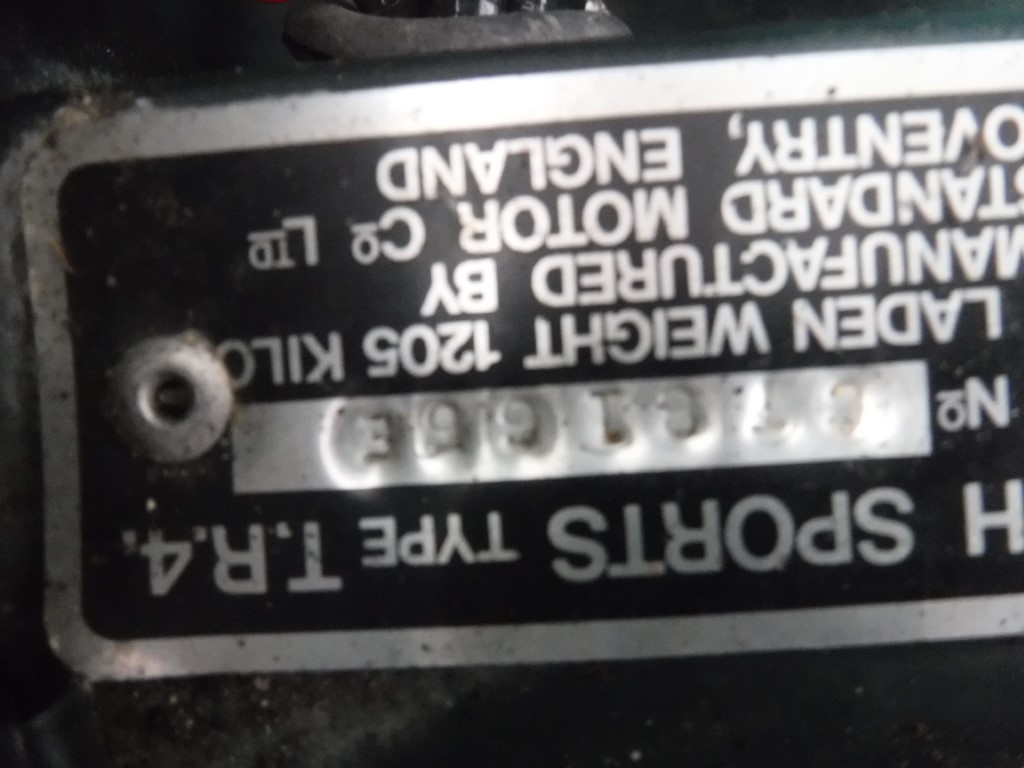 H SPORTS TYPE T.R.4.
Nº
LADEN WEIGHT 1205 KILO
MANUFACTURED BY
STANDARD MOTOR Cº LTD
OVENTRY, ENGLAND